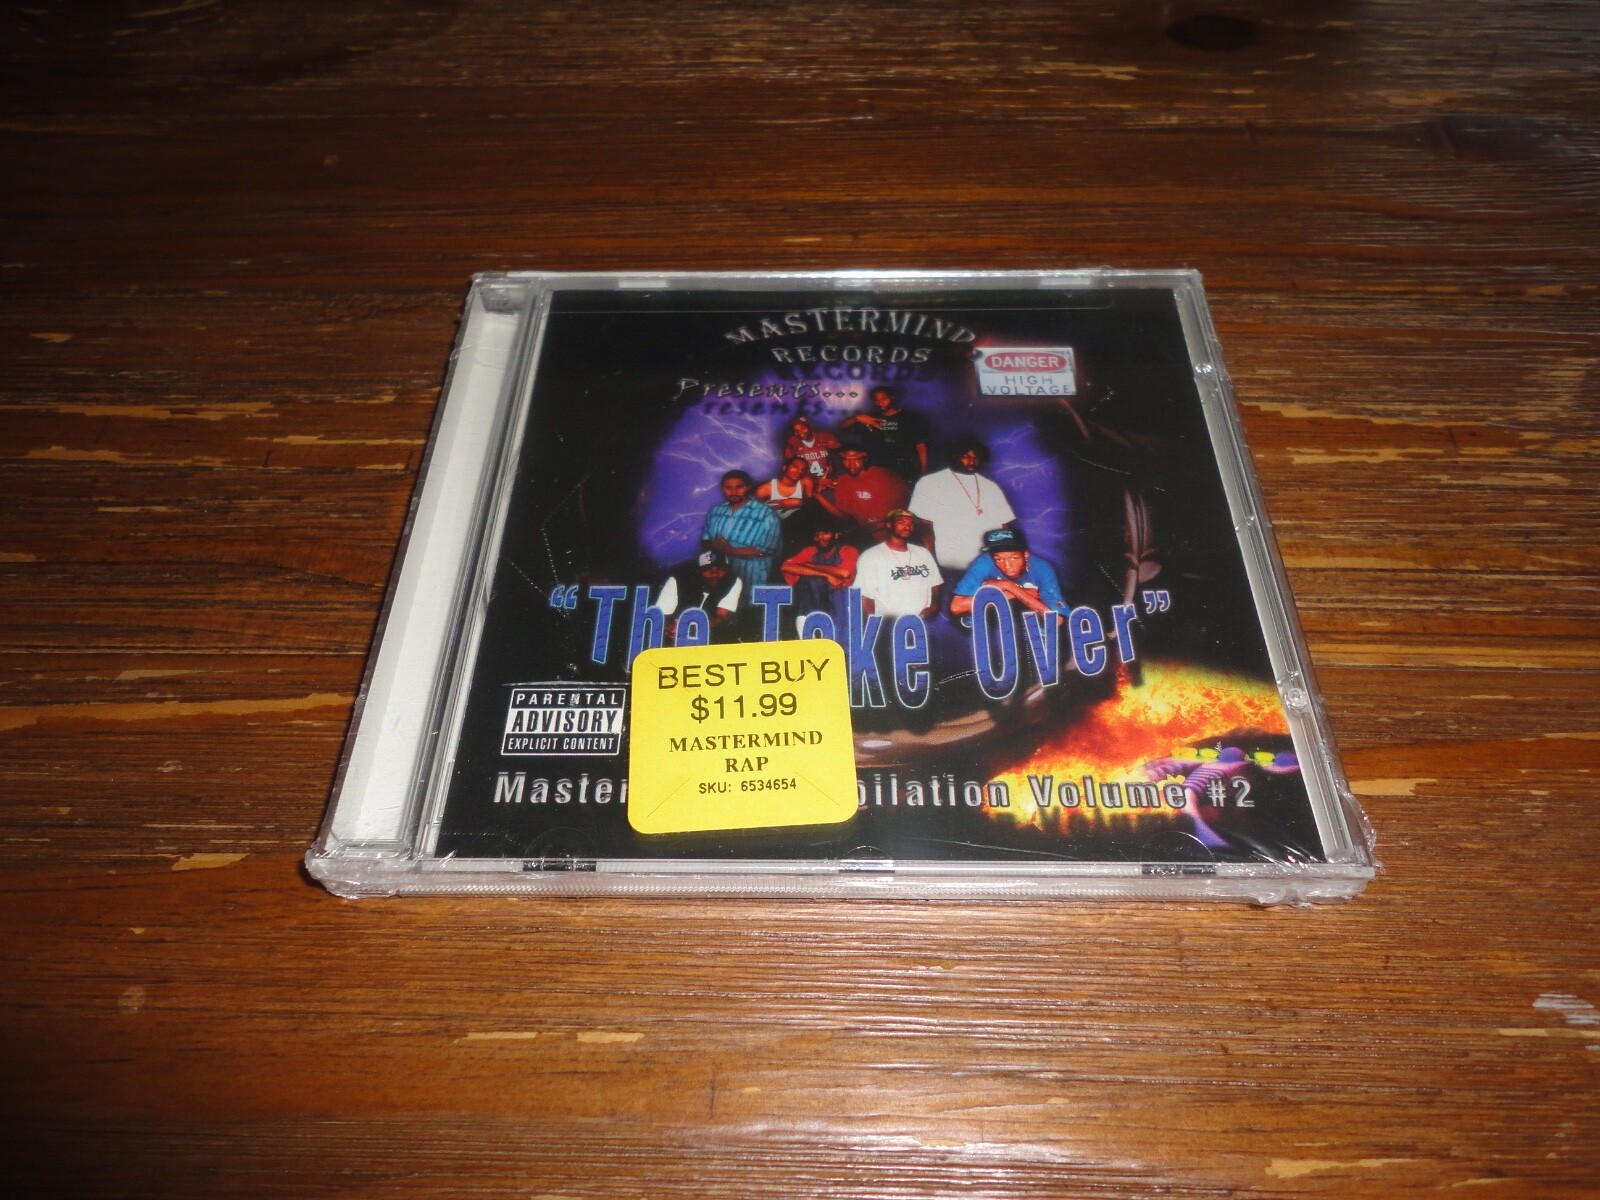 MASTERMIND
RECORDS
Presents...
DANGER
HIGH
VOLTAGE
4
"The Take Over"
PARENTAL
ADVISORY
EXPLICIT CONTENT
BEST BUY
$11.99
MASTERMIND
RAP
SKU: 6534654
Volume #2